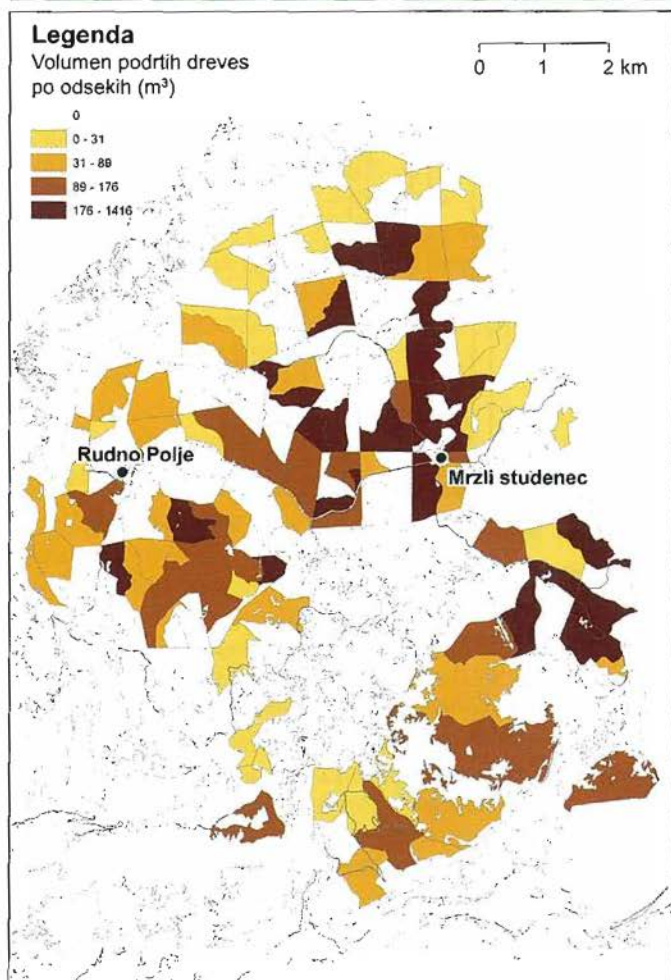 Legenda
Volumen podrtih dreves
po odsekih (m³)
0
0 - 31
31 - 89
89 - 176
176 - 1416
0 1 2 km
Rudno Polje
Mrzli studenec